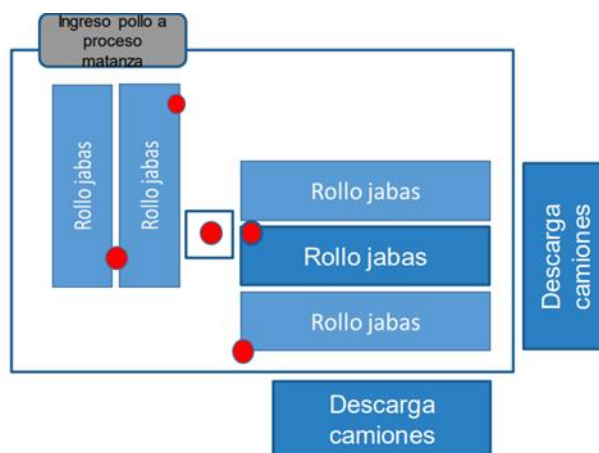 Ingreso pollo a
proceso
matanza
Rollo jabas
Rollo jabas
Rollo jabas
Rollo jabas
Rollo jabas
Descarga
camiones
Descarga
camiones